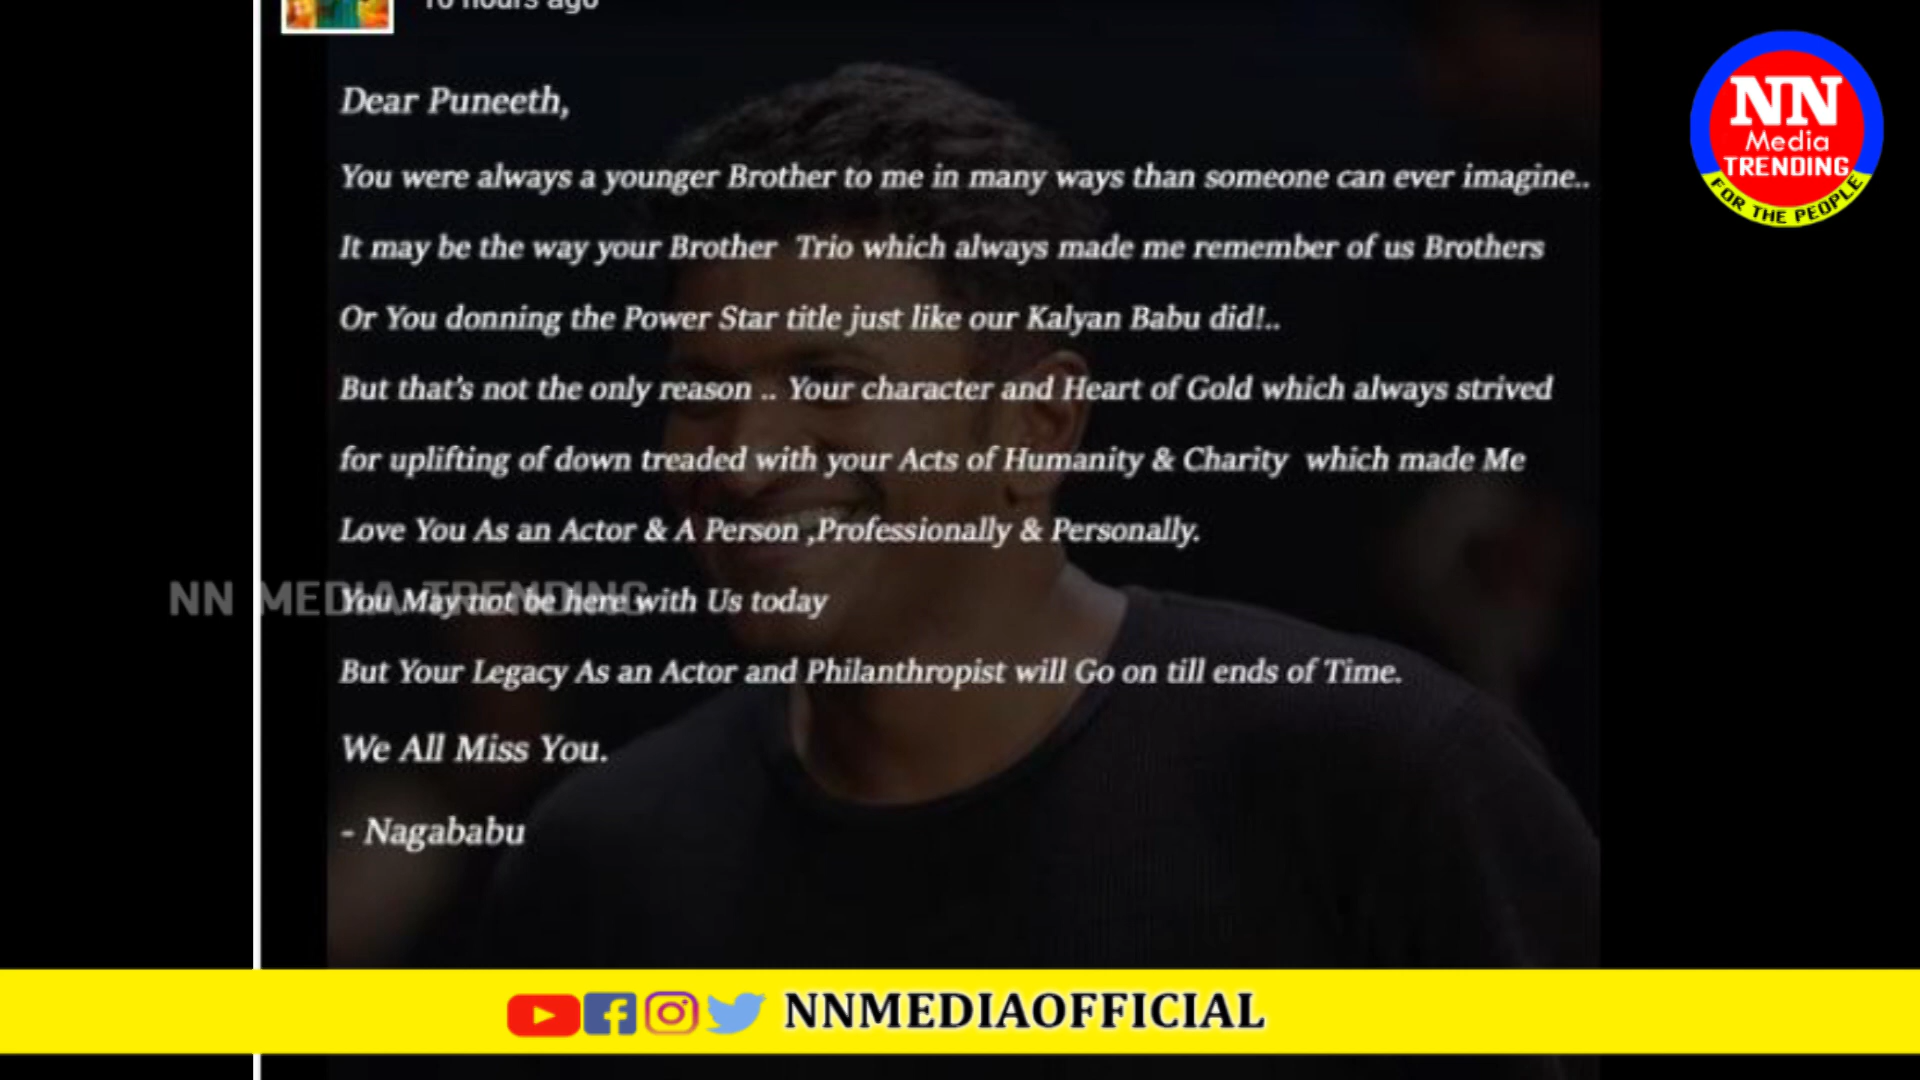 10 hours ago
NN
Media
TRENDING
FOR THE PEOPLE
Dear Puneeth,
You were always a younger Brother to me in many ways than someone can ever imagine..
It may be the way your Brother Trio which always made me remember of us Brothers
Or You donning the Power Star title just like our Kalyan Babu did!..
But that's not the only reason .. Your character and Heart of Gold which always strived
for uplifting of down treaded with your Acts of Humanity & Charity which made Me
Love You As an Actor & A Person ,Professionally & Personally.
NN MEDIA TRENDING
You May not be here with Us today
But Your Legacy As an Actor and Philanthropist will Go on till ends of Time.
We All Miss You.
- Nagababu
NNMEDIAOFFICIAL